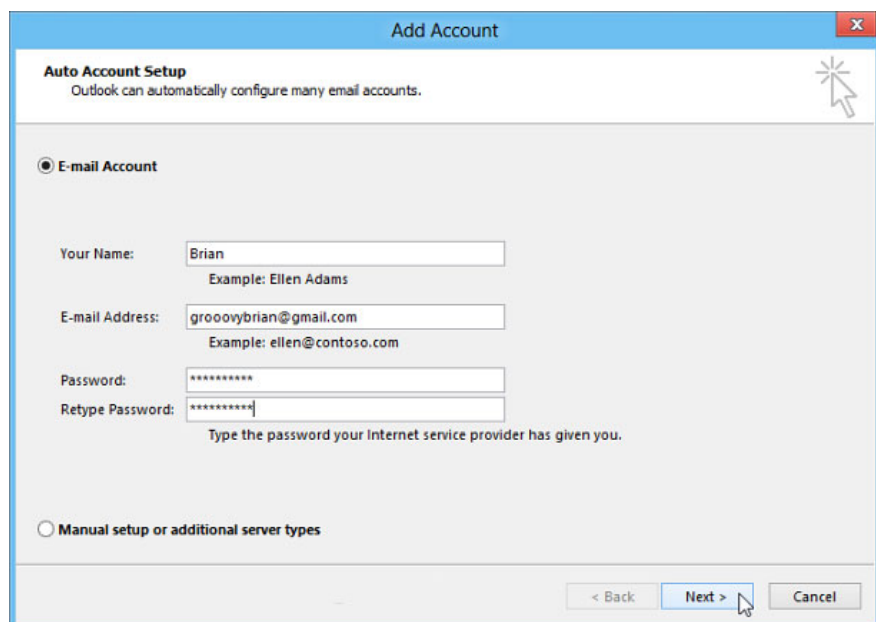 Add Account
x
Auto Account Setup
Outlook can automatically configure many email accounts.
E-mail Account
Your Name: Brian
Example: Ellen Adams
E-mail Address: grooovybrian@gmail.com
Example: ellen@contoso.com
Password: **********
Retype Password: **********
Type the password your Internet service provider has given you.
Manual setup or additional server types
< Back Next > Cancel